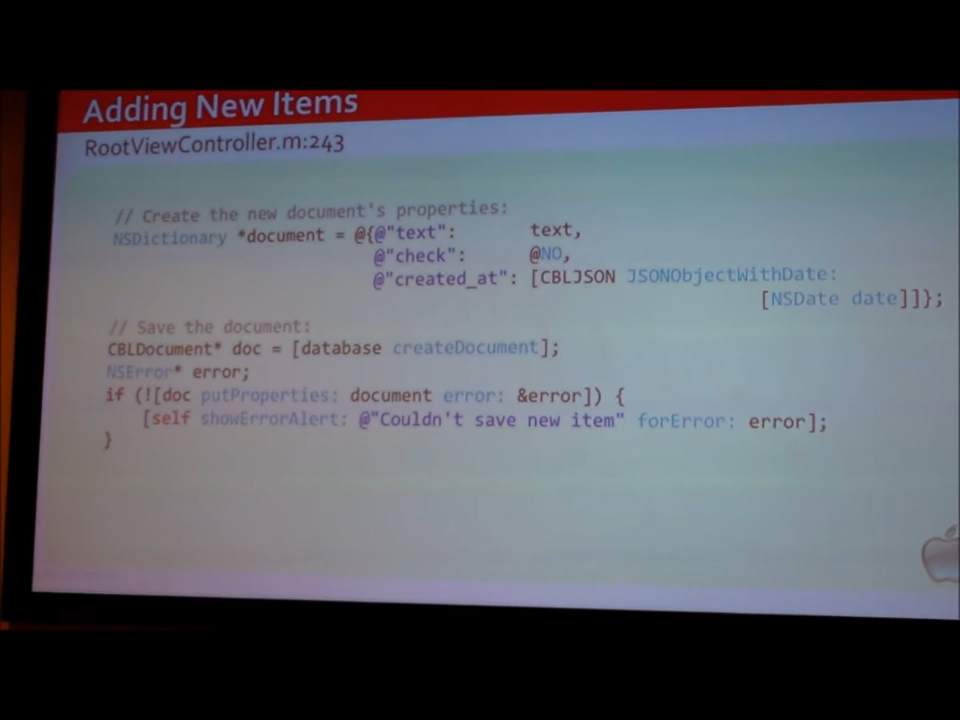 Adding New Items
RootViewController.m:243
// Create the new document's properties:
NSDictionary *document = @{@"text": text,
@"check": @NO,
@"created_at": [CBLJSON JSONObjectWithDate:
[NSDate date]]};
// Save the document:
CBLDocument* doc = [database createDocument];
NSError* error;
if (![doc putProperties: document error: &error]) {
[self showErrorAlert: @"Couldn't save new item" forError: error];
}